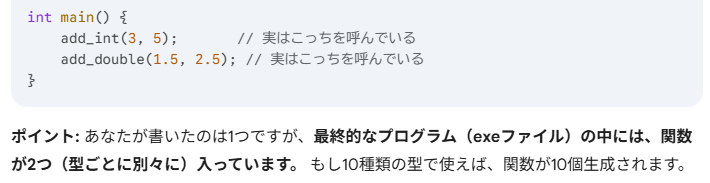 int main() {
    add_int(3, 5);       // 実はこっちを呼んでいる
    add_double(1.5, 2.5); // 実はこっちを呼んでいる
}
ポイント: あなたが書いたのは1つですが、最終的なプログラム（exeファイル）の中には、関数
が2つ（型ごとに別々に）入っています。 もし10種類の型で使えば、関数が10個生成されます。